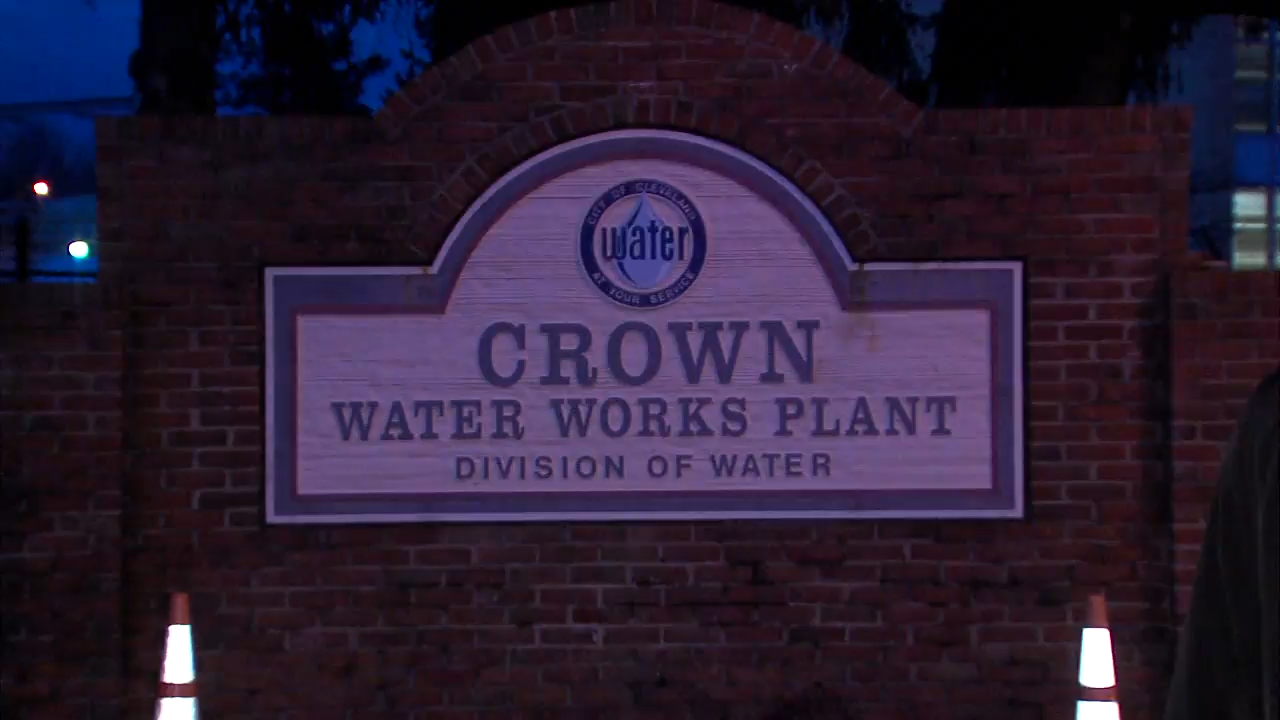 CITY OF CLEVELAND
water
AT YOUR SERVICE
CROWN
WATER WORKS PLANT
DIVISION OF WATER